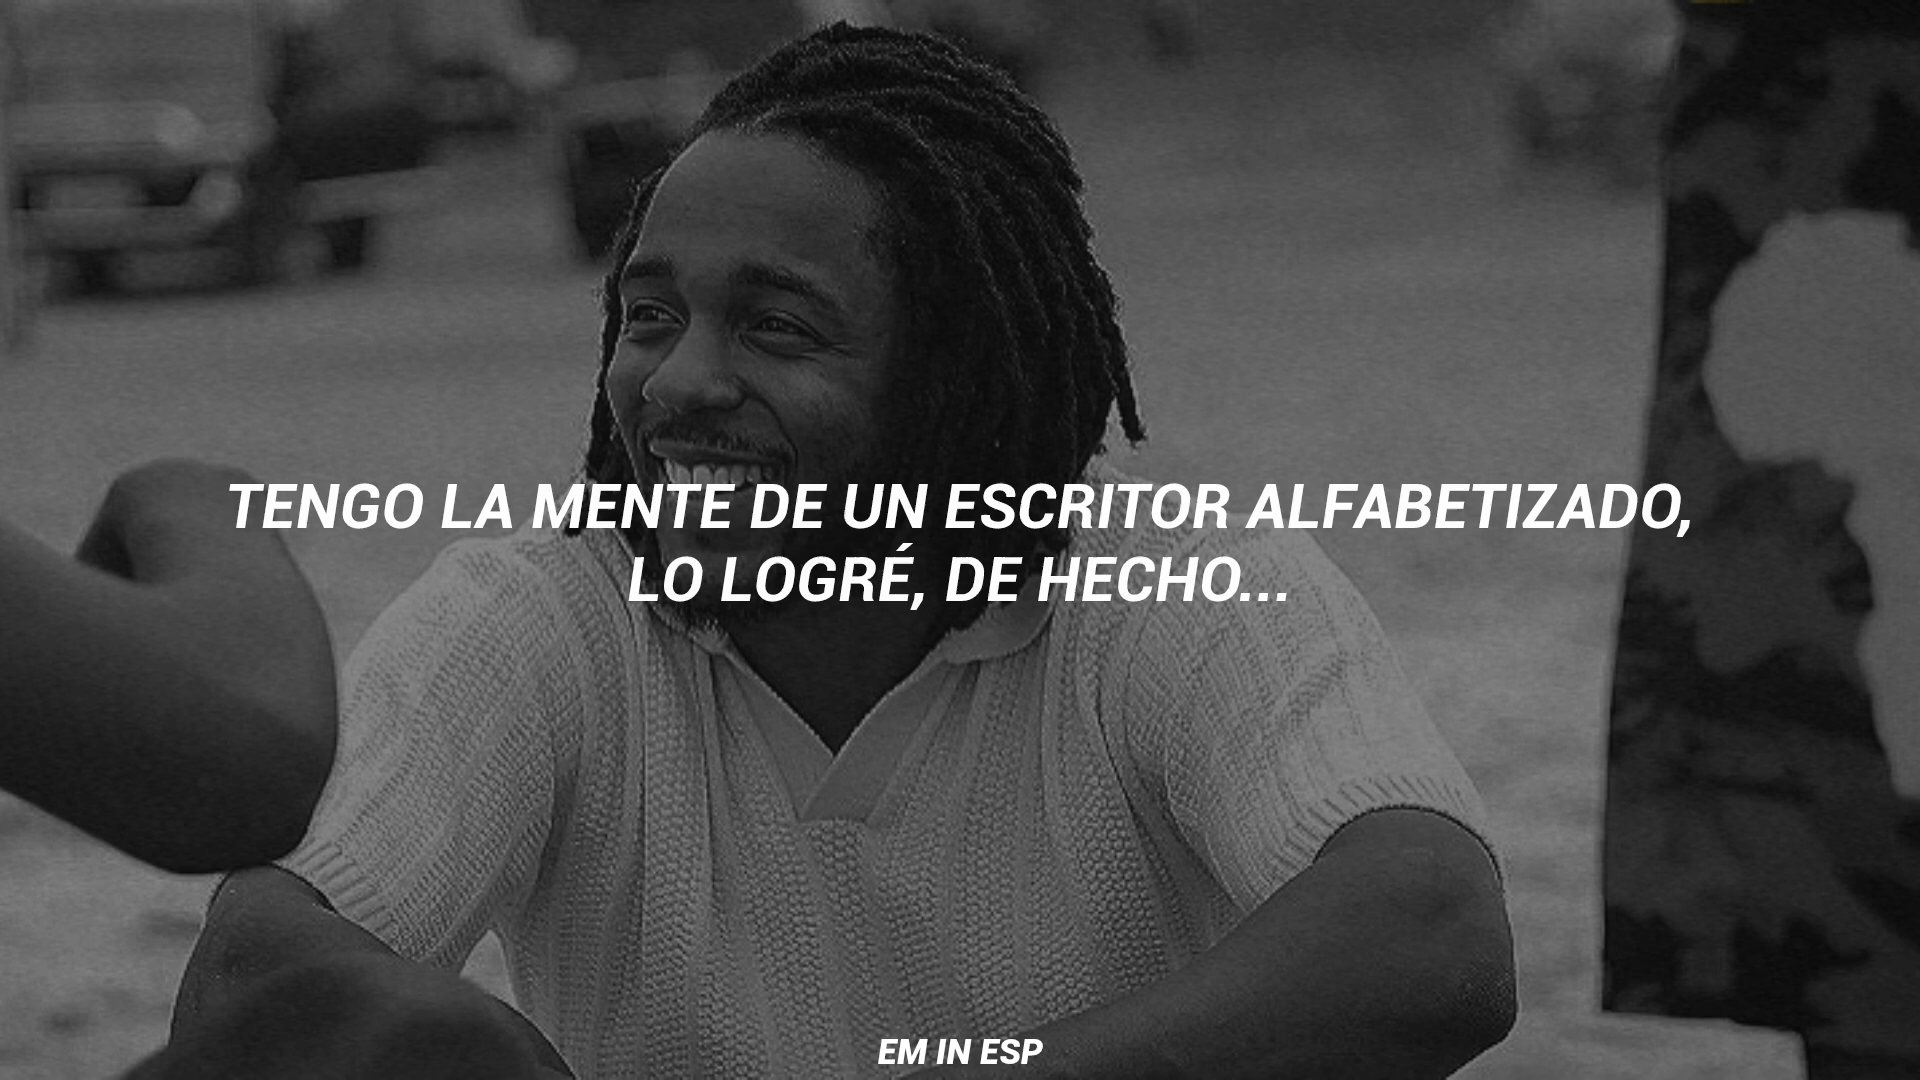 TENGO LA MENTE DE UN ESCRITOR ALFABETIZADO,
LO LOGRÉ, DE HECHO...
EM IN ESP